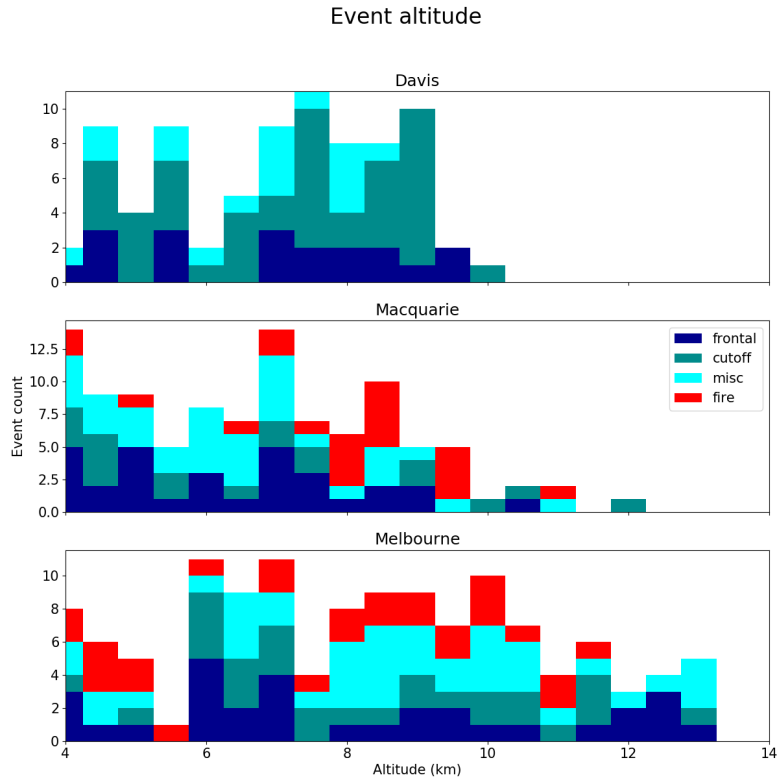 Event altitude
Davis
10
8
6
4
2
0
Macquarie
12.5
10.0
7.5
5.0
2.5
0.0
Event count
frontal
cutoff
misc
fire
Melbourne
10
8
6
4
2
0
4 6 8 10 12 14
Altitude (km)